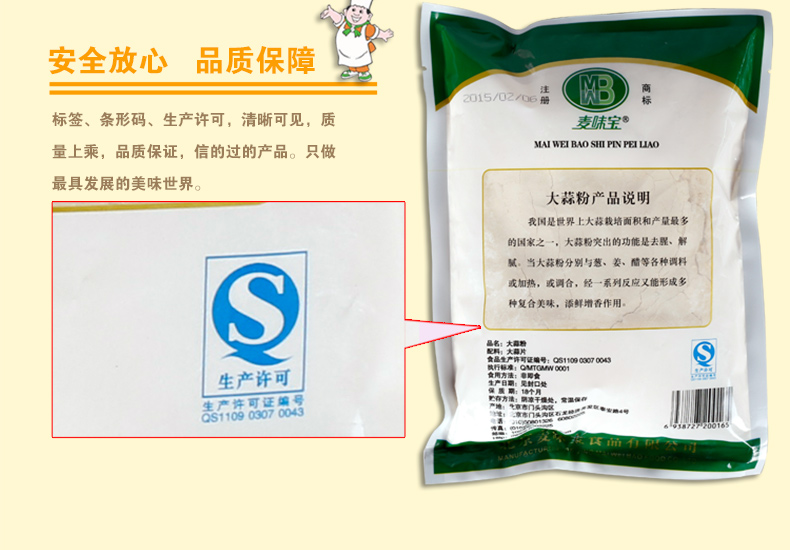 安全放心 品质保障
标签、条形码、生产许可，清晰可见，质
量上乘，品质保证，信的过的产品。只做
最具发展的美味世界。
S
生产许可
生产许可证编号
QS1109 0307 0043
2015/02/06
注册
MWB
商标
麦味宝®
MAI WEI BAO SHI PIN PEI LIAO
大蒜粉产品说明
我国是世界上大蒜栽培面积和产量最多
的国家之一，大蒜粉突出的功能是去腥、解
腻。当大蒜粉分别与葱、姜、醋等各种调料
或加热，或调合，经一系列反应又能形成多
种复合美味，添鲜增香作用。
品名：大蒜粉
配料：大蒜片
食品生产许可证编号：QS1109 0307 0043
执行标准：Q/MTGMW 0001
食用方法：非即食
生产日期：见封口处
保 质 期：18个月
贮存方法：阴凉干燥处，常温保存
产地：北京市门头沟区
地址：北京市门头沟区石龙
生产许可
6 938727 200165
食品有限公司